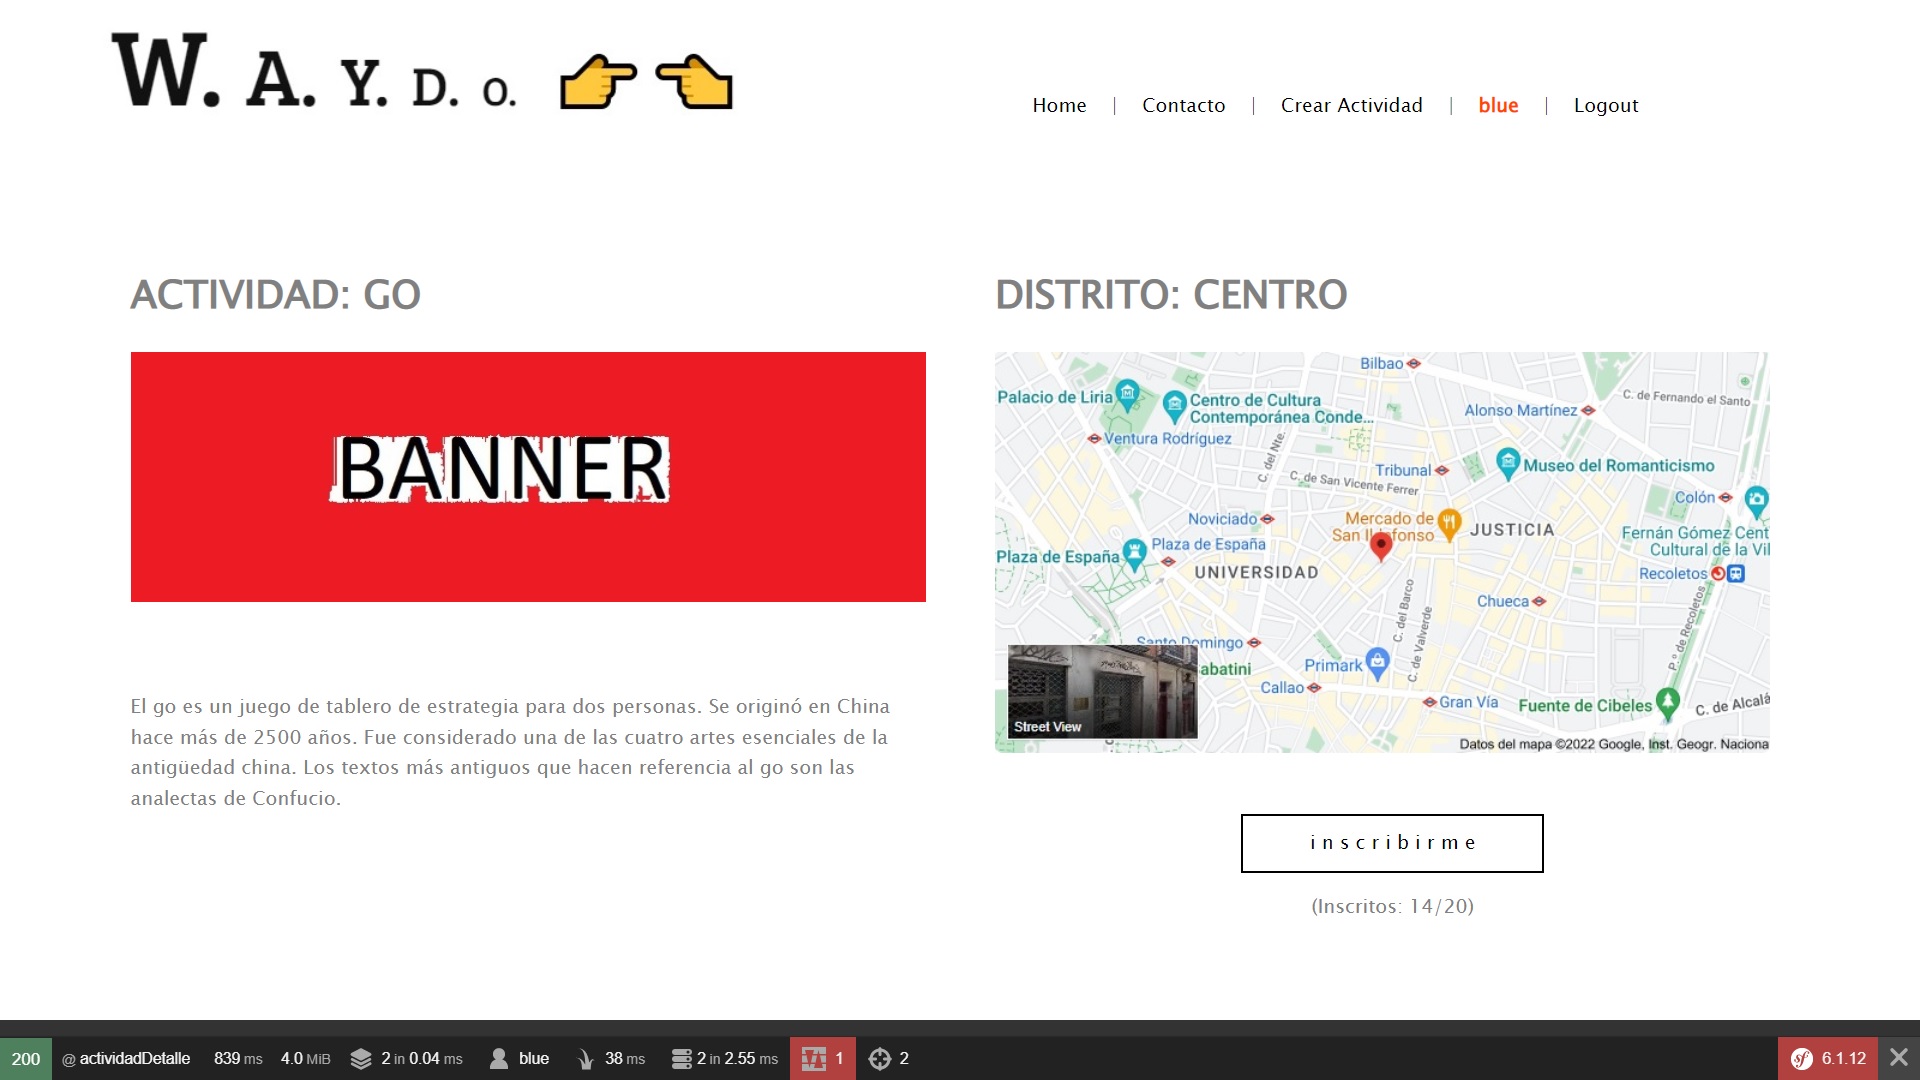 W. A. Y. D. O.
Home | Contacto | Crear Actividad | blue | Logout
ACTIVIDAD: GO
BANNER
El go es un juego de tablero de estrategia para dos personas. Se originó en China
hace más de 2500 años. Fue considerado una de las cuatro artes esenciales de la
antigüedad china. Los textos más antiguos que hacen referencia al go son las
analectas de Confucio.
DISTRITO: CENTRO
Bilbao
Palacio de Liria
Centro de Cultura
Contemporánea Conde...
C. de Fernando el Santo
Alonso Martínez
Ventura Rodríguez
C. del Nte.
Tribunal
Museo del Romanticismo
C. de San Vicente Ferrer
Colón
Noviciado
Mercado de
San Ildefonso
JUSTICIA
Fernán Gómez Cent
Cultural de la Vil
Plaza de España
Plaza de España
UNIVERSIDAD
Recoletos
C. del Barco
C. de Valverde
Chueca
P.º de Recoletos
Santo Domingo
abatini
Primark
Callao
Gran Vía
Fuente de Cibeles
C. de Alcalá
Street View
Datos del mapa ©2022 Google, Inst. Geogr. Naciona
inscribirme
(Inscritos: 14/20)
200 @ actividadDetalle 839 ms 4.0 MiB 2 in 0.04 ms blue 38 ms 2 in 2.55 ms 1 2 sf 6.1.12